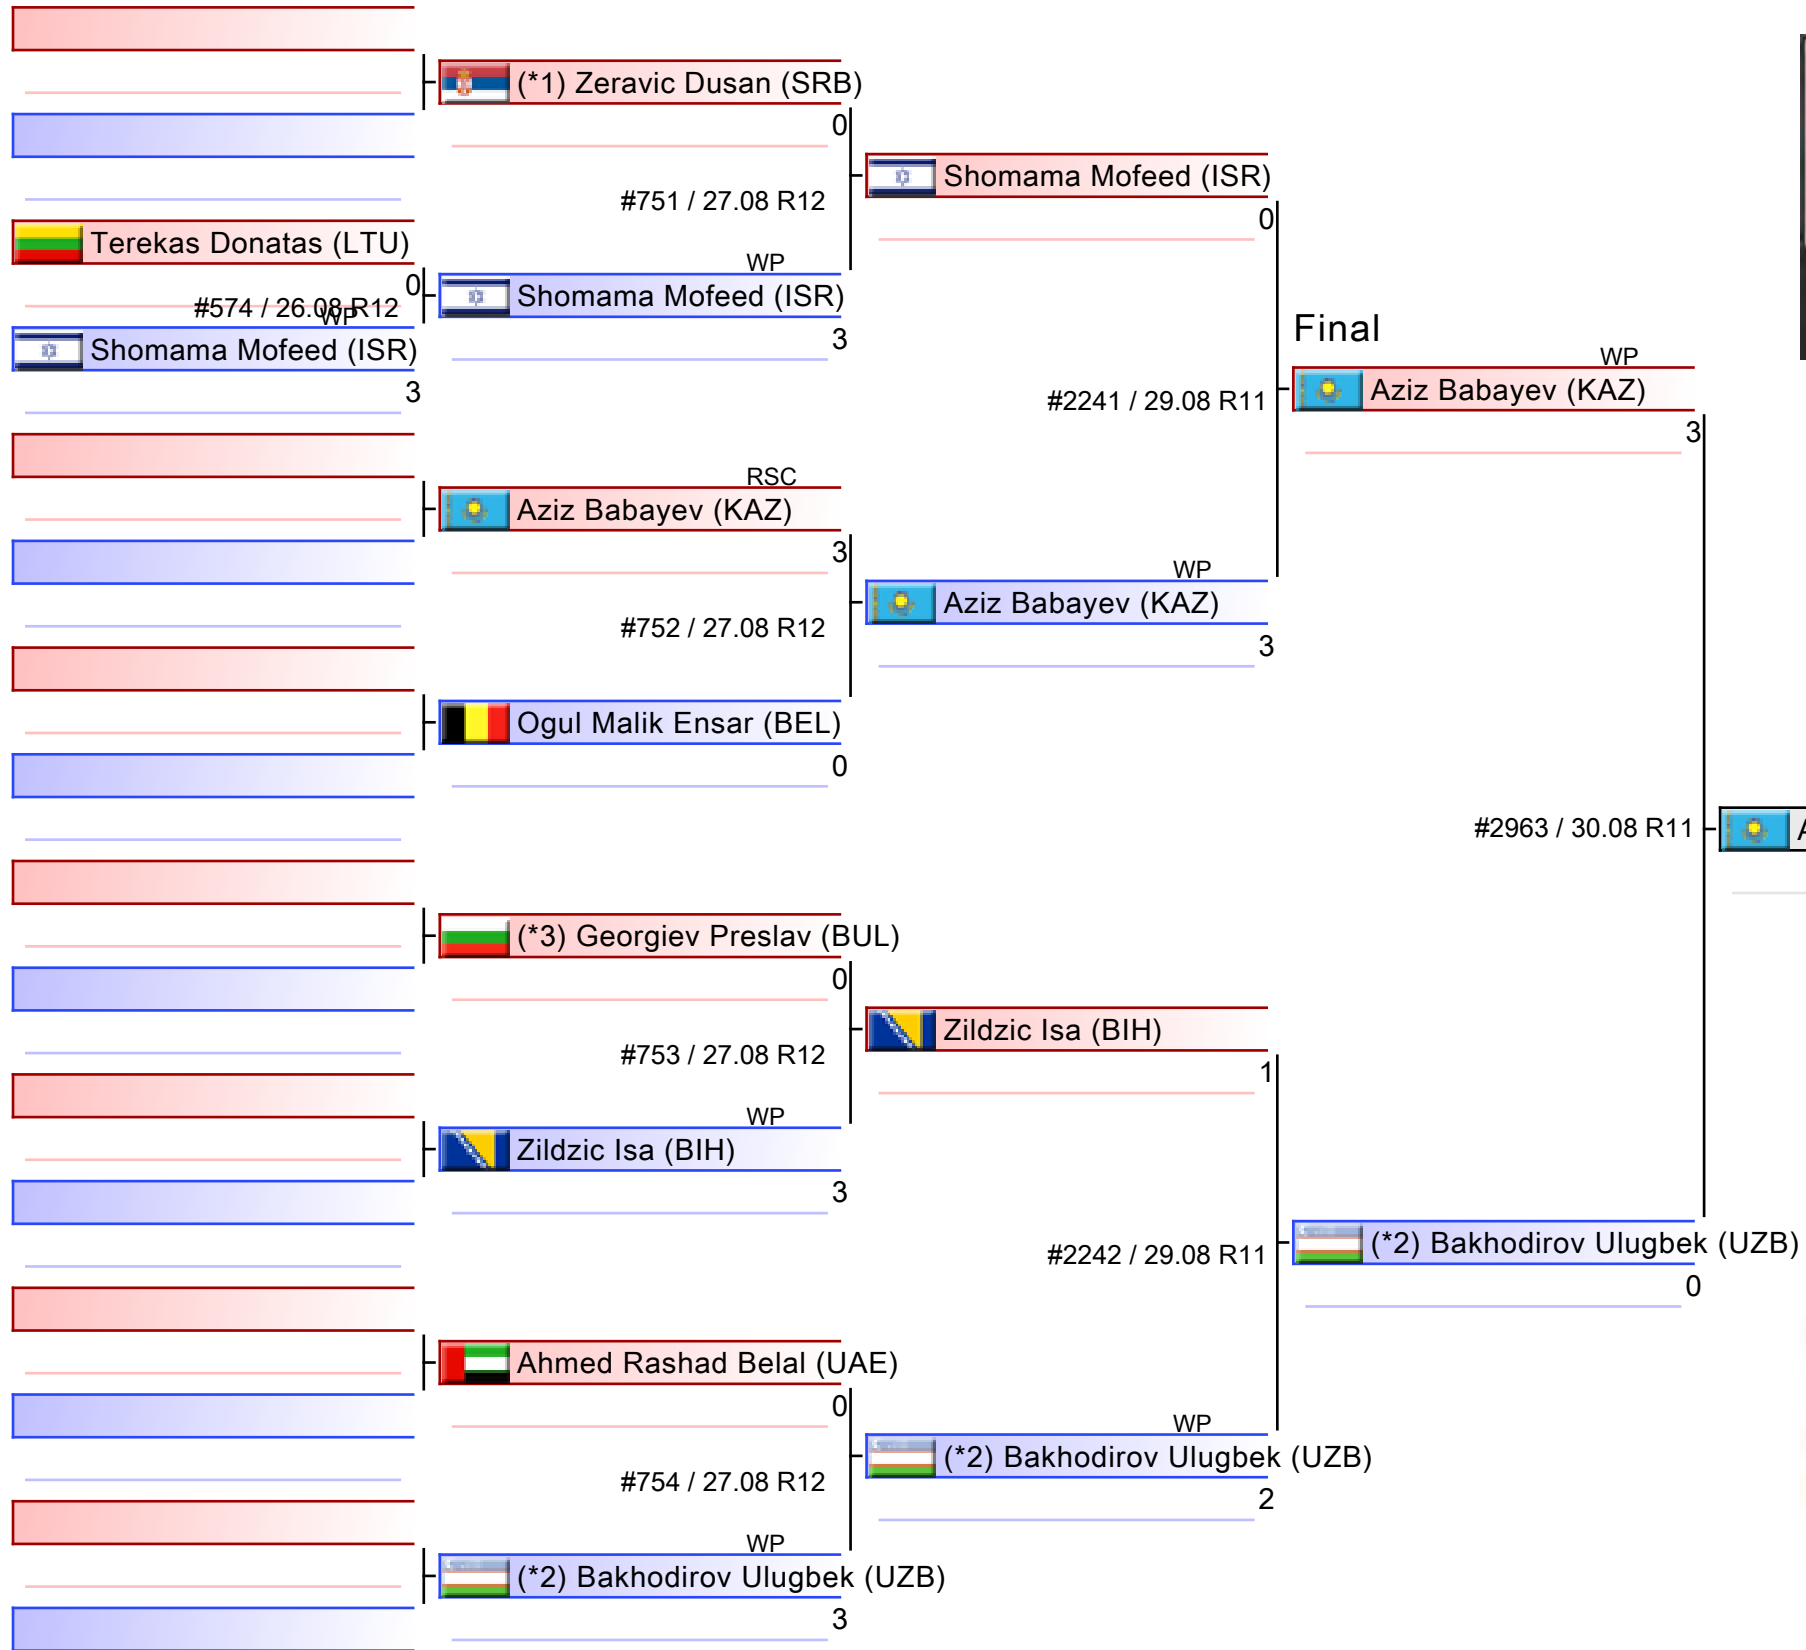 (*1) Zeravic Dusan (SRB)
0
#751 / 27.08 R12
Terekas Donatas (LTU)
0
#574 / 26.08 R12
WP
Shomama Mofeed (ISR)
3
WP
Shomama Mofeed (ISR)
3
Shomama Mofeed (ISR)
0
#2241 / 29.08 R11
RSC
Aziz Babayev (KAZ)
3
#752 / 27.08 R12
Ogul Malik Ensar (BEL)
0
WP
Aziz Babayev (KAZ)
3
Final
WP
Aziz Babayev (KAZ)
3
#2963 / 30.08 R11
(*3) Georgiev Preslav (BUL)
0
#753 / 27.08 R12
WP
Zildzic Isa (BIH)
3
Zildzic Isa (BIH)
1
#2242 / 29.08 R11
Ahmed Rashad Belal (UAE)
0
#754 / 27.08 R12
WP
(*2) Bakhodirov Ulugbek (UZB)
3
WP
(*2) Bakhodirov Ulugbek (UZB)
2
(*2) Bakhodirov Ulugbek (UZB)
0